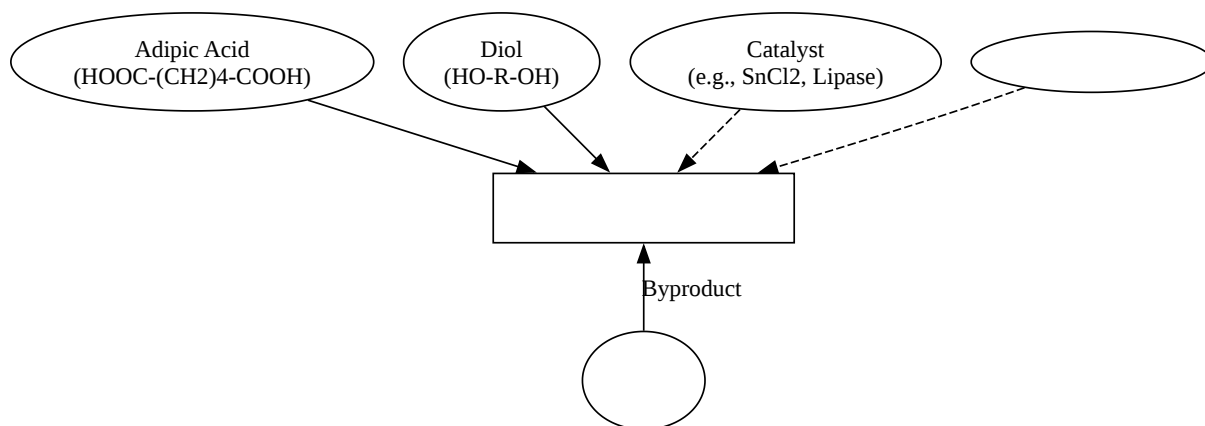 Adipic Acid
(HOOC-(CH2)4-COOH)
Diol
(HO-R-OH)
Catalyst
(e.g., SnCl2, Lipase)
Byproduct